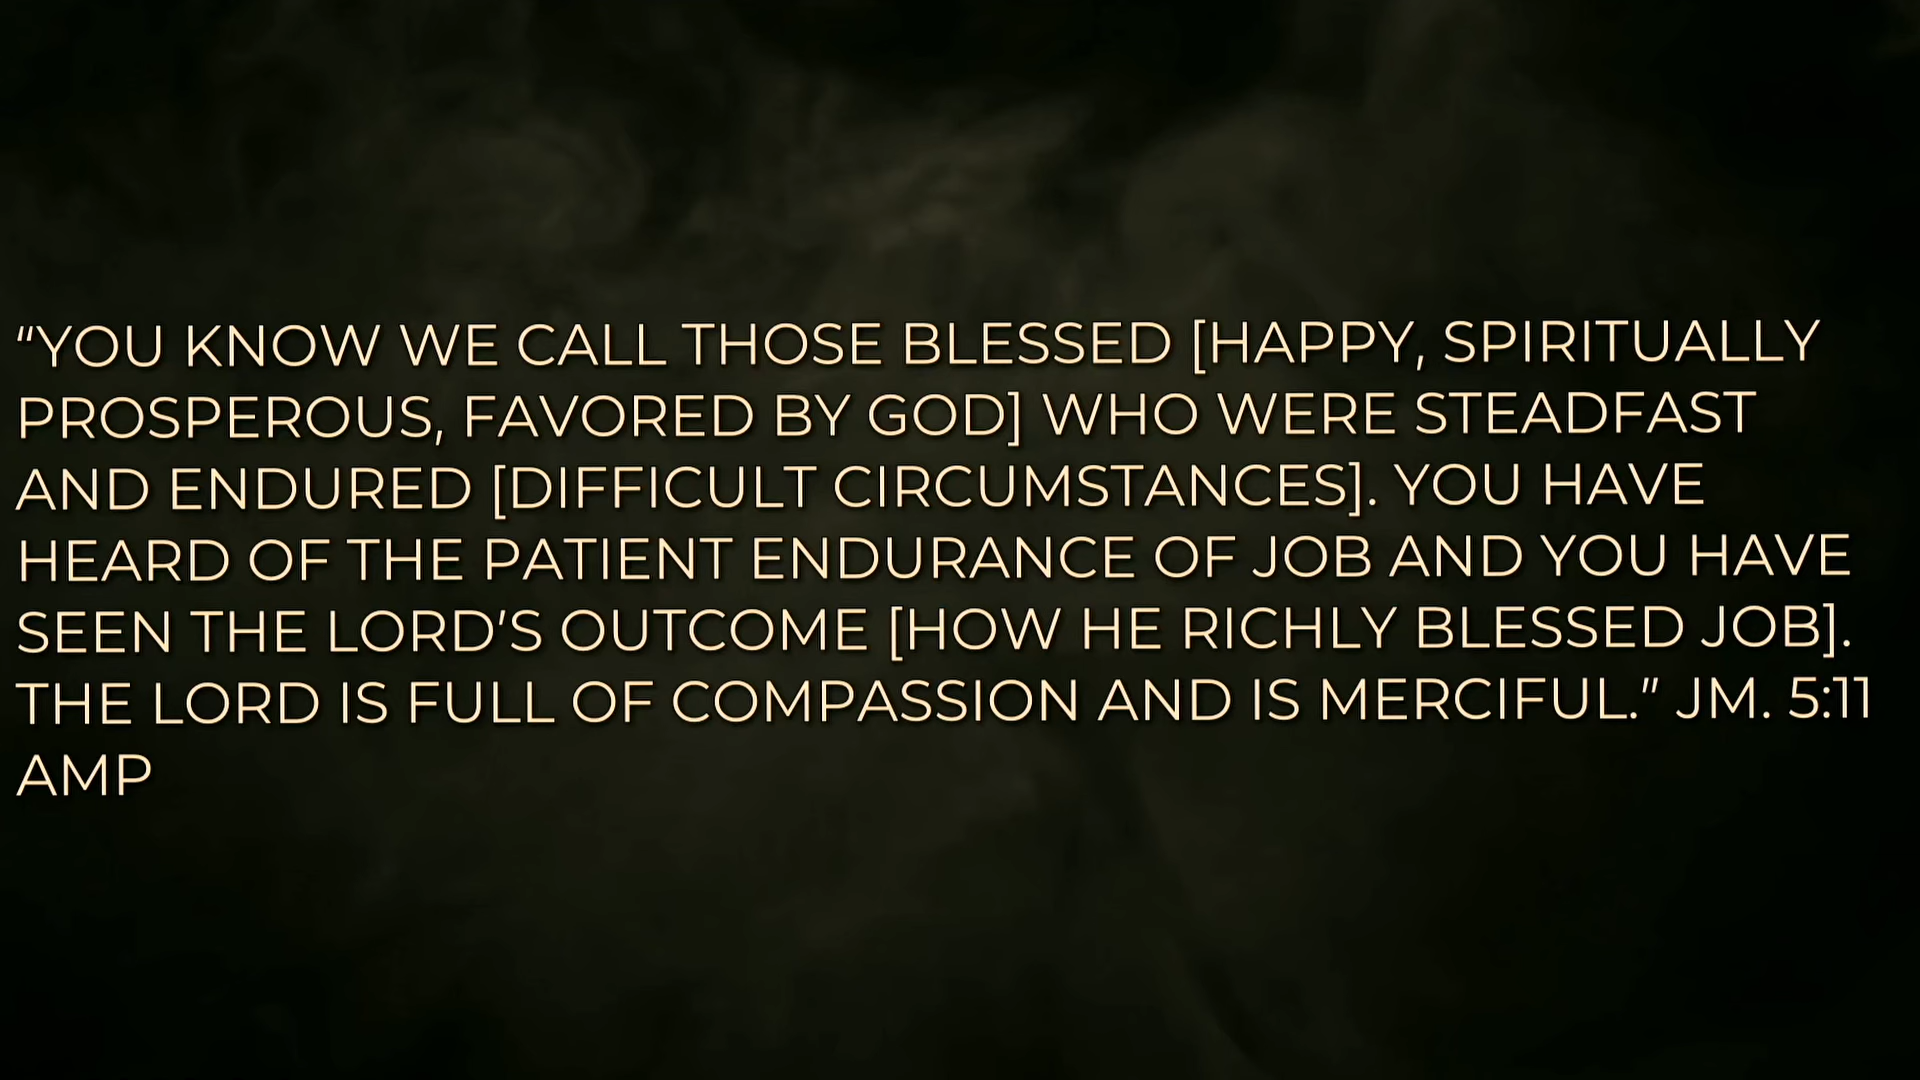 “YOU KNOW WE CALL THOSE BLESSED [HAPPY, SPIRITUALLY
PROSPEROUS, FAVORED BY GOD] WHO WERE STEADFAST
AND ENDURED [DIFFICULT CIRCUMSTANCES]. YOU HAVE
HEARD OF THE PATIENT ENDURANCE OF JOB AND YOU HAVE
SEEN THE LORD’S OUTCOME [HOW HE RICHLY BLESSED JOB].
THE LORD IS FULL OF COMPASSION AND IS MERCIFUL.” JM. 5:11
AMP